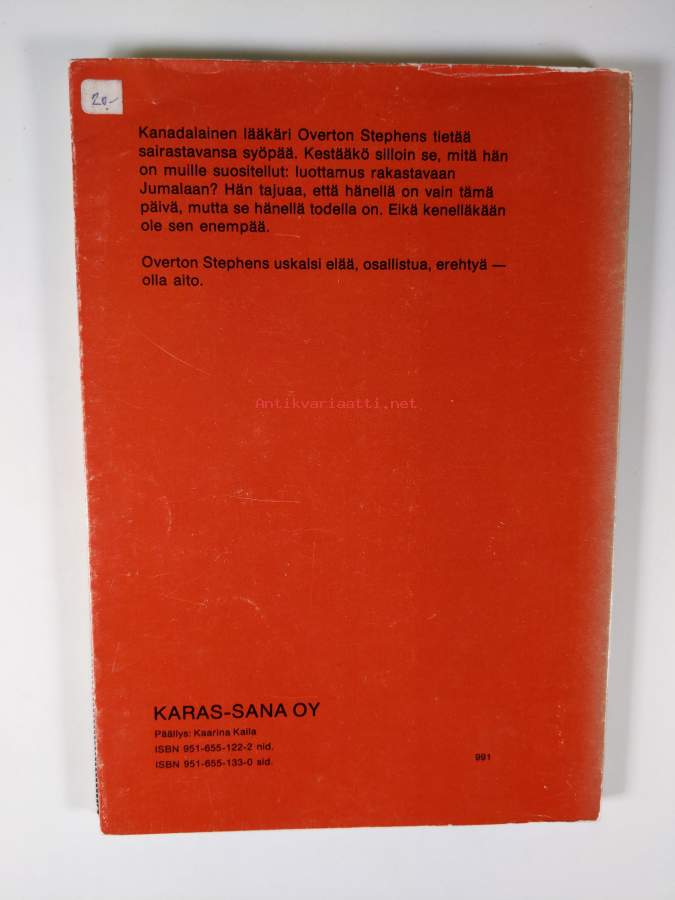 20,-
Kanadalainen lääkäri Overton Stephens tietää
sairastavansa syöpää. Kestääkö silloin se, mitä hän
on muille suositellut: luottamus rakastavaan
Jumalaan? Hän tajuaa, että hänellä on vain tämä
päivä, mutta se hänellä todella on. Eikä kenelläkään
ole sen enempää.
Overton Stephens uskalsi elää, osallistua, erehtyä —
olla aito.
Antikvariaatti.net
KARAS-SANA OY
Päällys: Kaarina Kaila
ISBN 951-655-122-2 nid.
ISBN 951-655-133-0 sid.
991